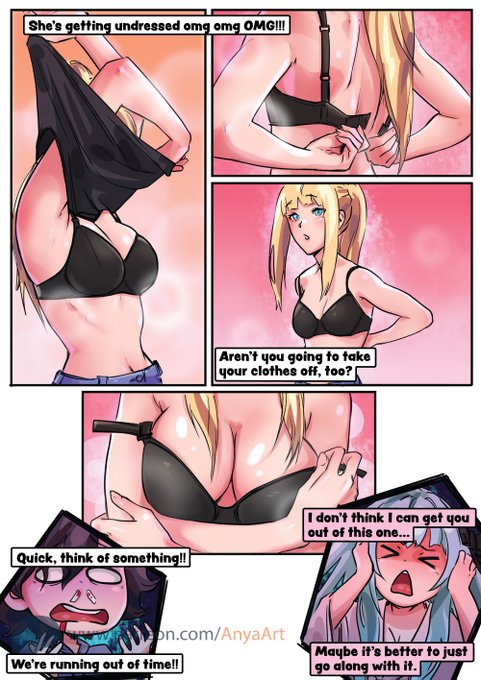 She's getting undressed omg omg OMG!!!
Aren't you going to take
your clothes off, too?
I don't think I can get you
out of this one...
Quick, think of something!!
www.patreon.com/AnyaArt
We're running out of time!!
Maybe it's better to just
go along with it.